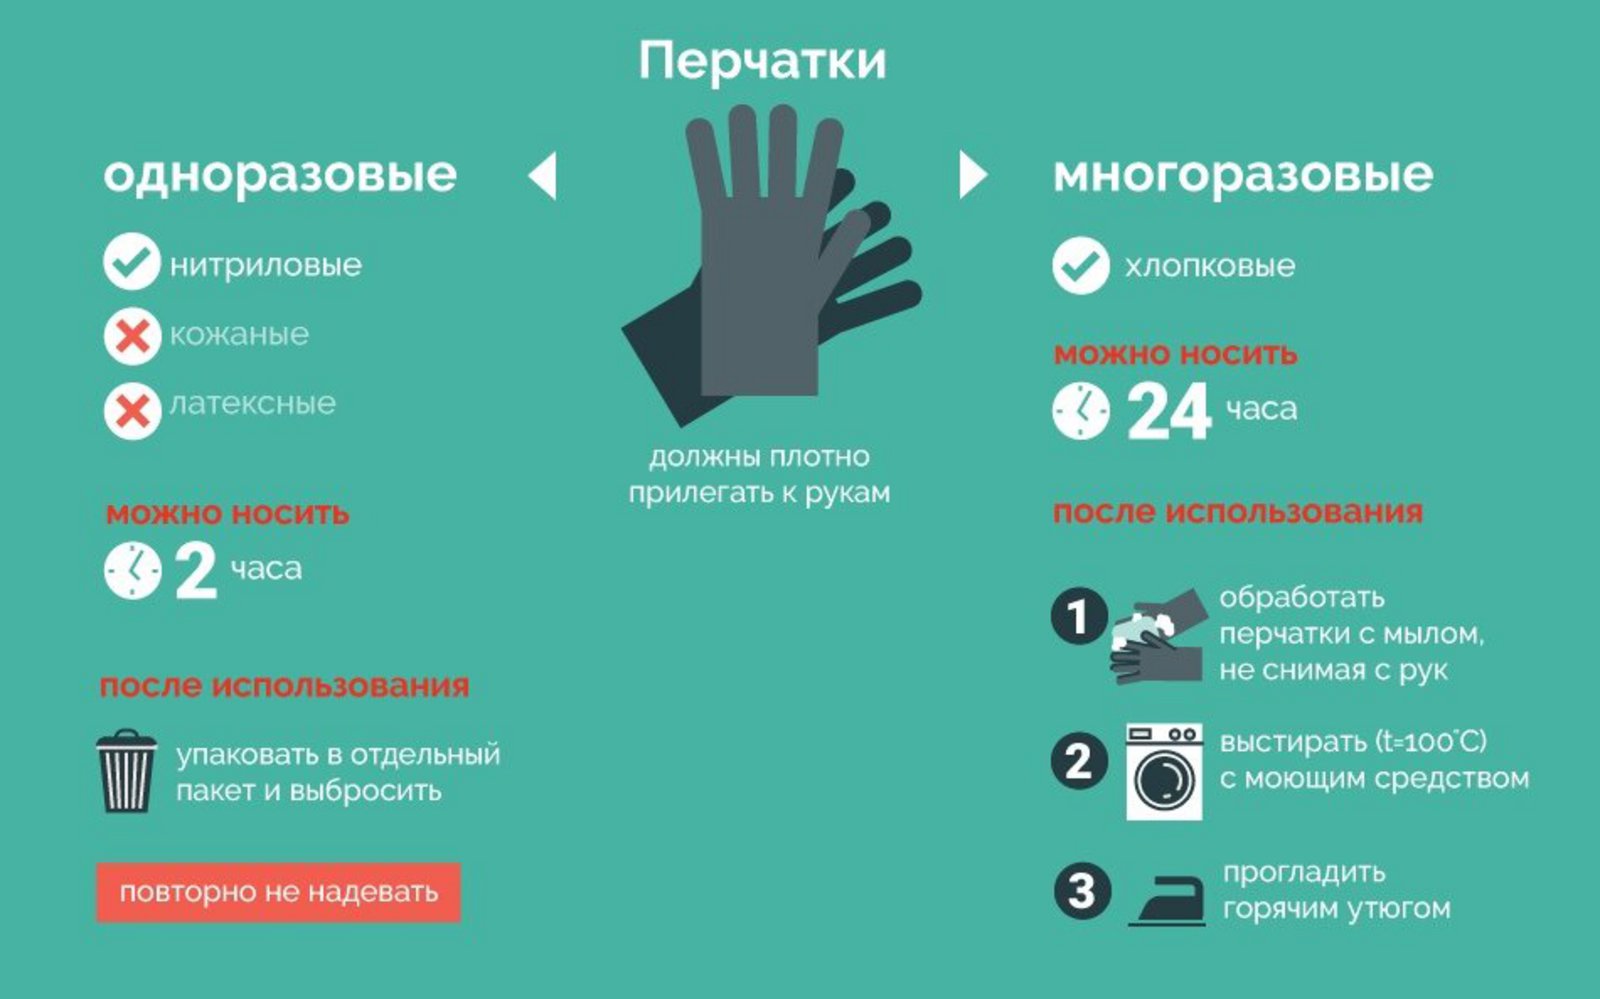 Перчатки
одноразовые
нитриловые
кожаные
латексные
можно носить
2 часа
после использования
упаковать в отдельный
пакет и выбросить
повторно не надевать
должны плотно
прилегать к рукам
многоразовые
хлопковые
можно носить
24 часа
после использования
1 обработать
перчатки с мылом,
не снимая с рук
2 выстирать (t=100°C)
с моющим средством
3 прогладить
горячим утюгом